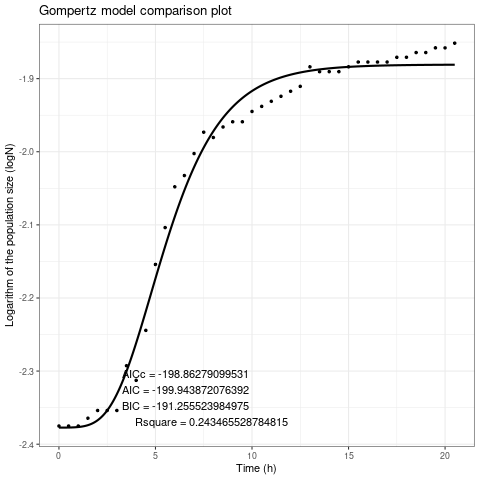 Gompertz model comparison plot
Logarithm of the population size (logN)
-1.9
-2.0
-2.1
-2.2
-2.3
-2.4
AICc = -198.86279099531
AIC = -199.943872076392
BIC = -191.255523984975
Rsquare = 0.243465528784815
0 5 10 15 20
Time (h)